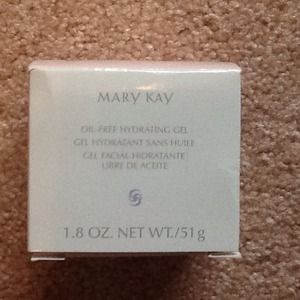 MARY KAY
OIL-FREE HYDRATING GEL
GEL HYDRATANT SANS HUILE
GEL FACIAL HIDRATANTE
LIBRE DE ACEITE
1.8 OZ. NET WT./51g